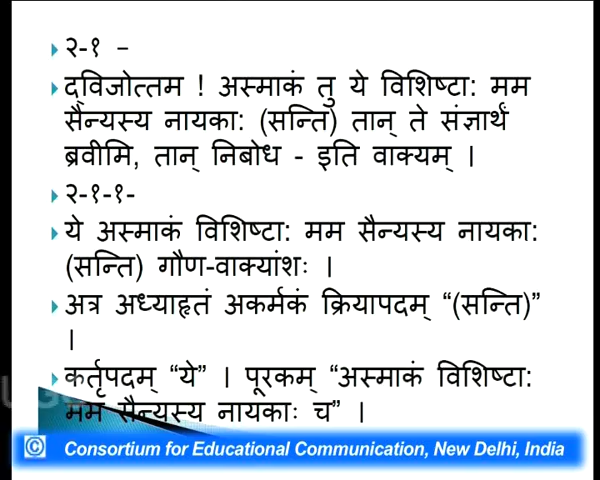 २-१ –
द्विजोत्तम ! अस्माकं तु ये विशिष्टा: मम
सैन्यस्य नायका: (सन्ति) तान् ते संज्ञार्थं
ब्रवीमि, तान् निबोध - इति वाक्यम् ।
२-१-१-
ये अस्माकं विशिष्टा: मम सैन्यस्य नायका:
(सन्ति) गौण-वाक्यांशः ।
अत्र अध्याहृतं अकर्मकं क्रियापदम् “(सन्ति)”
।
कर्तृपदम् “ये” । पूरकम् “अस्माकं विशिष्टा:
मम सैन्यस्य नायकाः च” ।
© Consortium for Educational Communication, New Delhi, India